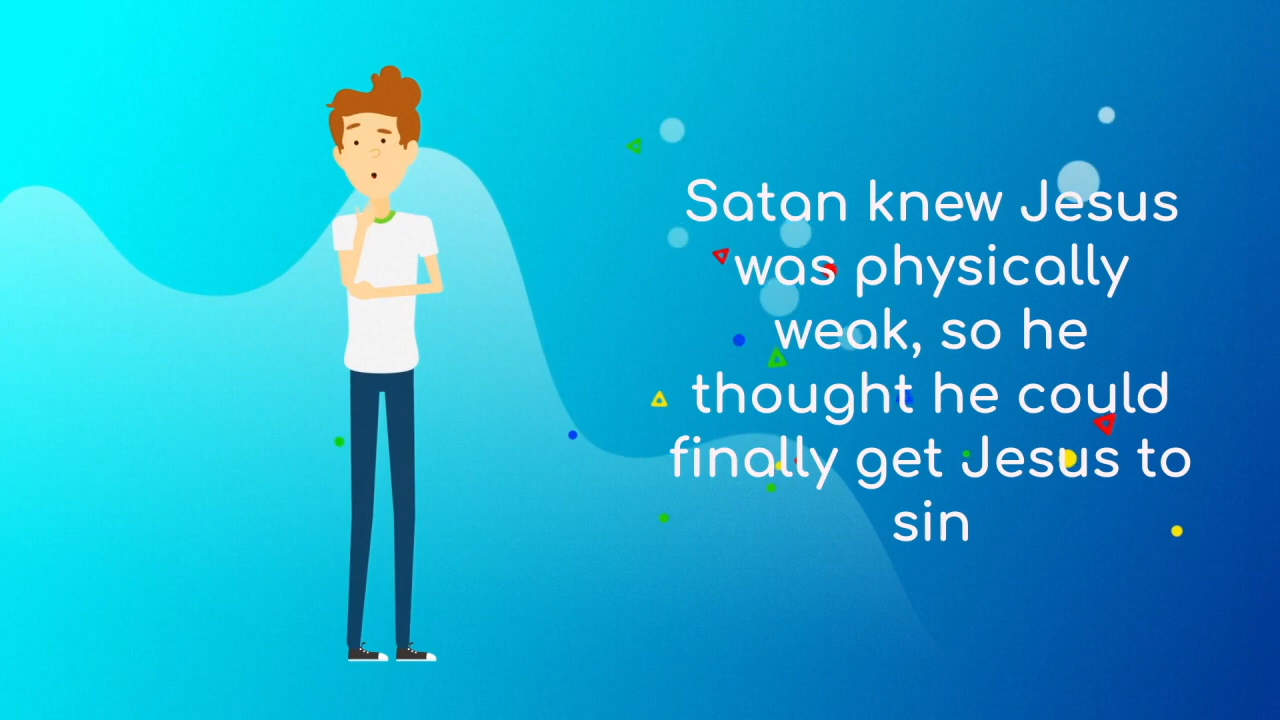 Satan knew Jesus
was physically
weak, so he
thought he could
finally get Jesus to
sin